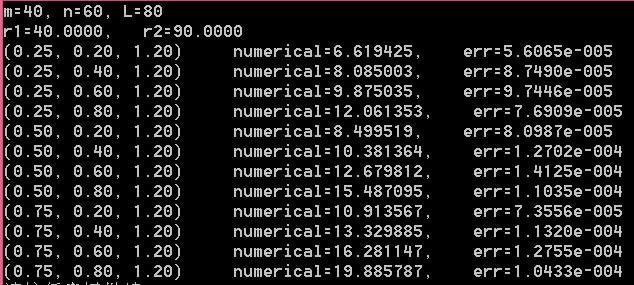 m=40, n=60, L=80
r1=40.0000,   r2=90.0000
(0.25, 0.20, 1.20)     numerical=6.619425,     err=5.6065e-005
(0.25, 0.40, 1.20)     numerical=8.085003,     err=8.7490e-005
(0.25, 0.60, 1.20)     numerical=9.875035,     err=9.7446e-005
(0.25, 0.80, 1.20)     numerical=12.061353,     err=7.6909e-005
(0.50, 0.20, 1.20)     numerical=8.499519,     err=8.0987e-005
(0.50, 0.40, 1.20)     numerical=10.381364,     err=1.2702e-004
(0.50, 0.60, 1.20)     numerical=12.679812,     err=1.4125e-004
(0.50, 0.80, 1.20)     numerical=15.487095,     err=1.1035e-004
(0.75, 0.20, 1.20)     numerical=10.913567,     err=7.3556e-005
(0.75, 0.40, 1.20)     numerical=13.329885,     err=1.1320e-004
(0.75, 0.60, 1.20)     numerical=16.281147,     err=1.2755e-004
(0.75, 0.80, 1.20)     numerical=19.885787,     err=1.0433e-004